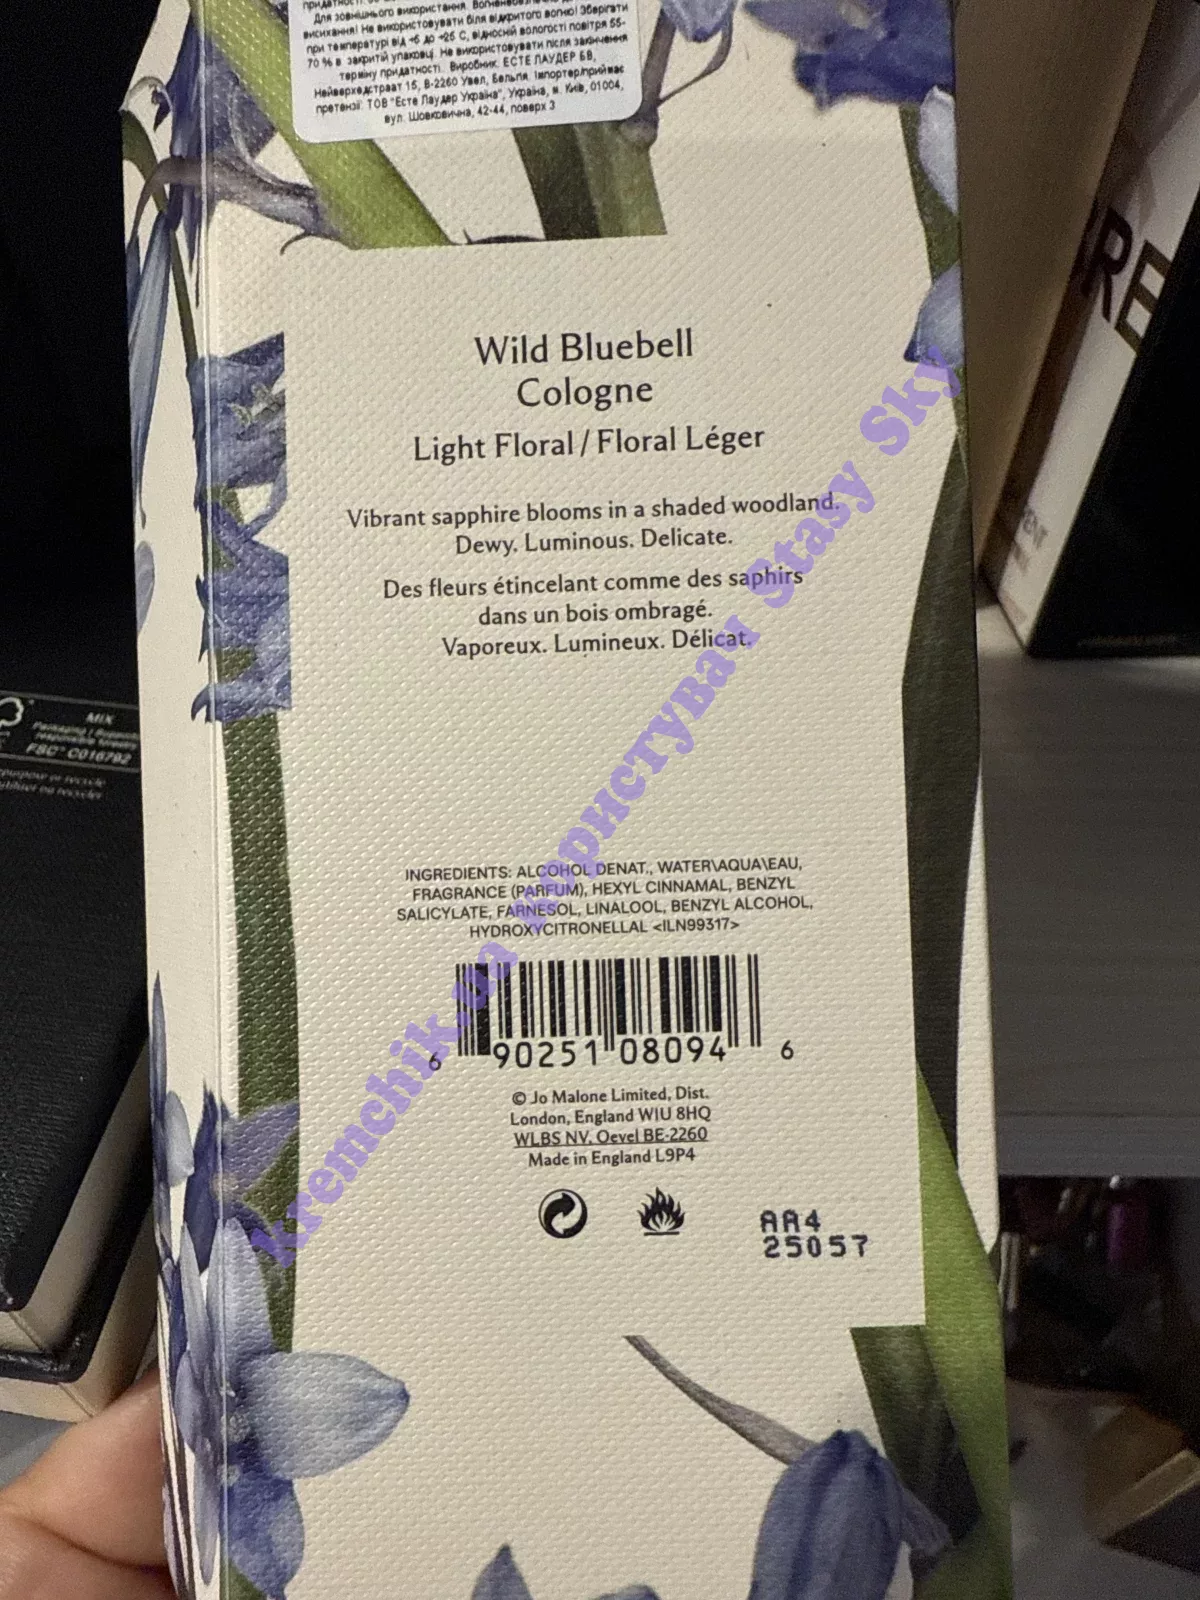 Для зовнішнього використання.
висихання! Не використовувати біля відкритого вогню! Зберігати
при температурі від +6 до +25 С, відносній вологості повітря 55-
70 % в закритій упаковці. Не використовувати після закінчення
терміну придатності. Виробник: ЕСТЕ ЛАУДЕР БВ,
15, В-2260 Увел, Бельгія. Імпортер/приймає
претензії: ТОВ "Есте Лаудер Україна", Україна, м. Київ, 01004,
вул. Шовковична, 42-44, поверх 3
Wild Bluebell
Cologne
Light Floral / Floral Léger
Vibrant sapphire blooms in a shaded woodland.
Dewy. Luminous. Delicate.
Des fleurs étincelant comme des saphirs
dans un bois ombragé.
Vaporeux. Lumineux. Délicat.
INGREDIENTS: ALCOHOL DENAT., WATER\AQUA\EAU,
FRAGRANCE (PARFUM), HEXYL CINNAMAL, BENZYL
SALICYLATE, FARNESOL, LINALOOL, BENZYL ALCOHOL,
HYDROXYCITRONELLAL <ILN99317>
6 90251 08094 6
© Jo Malone Limited, Dist.
London, England W1U 8HQ
WLBS NV, Oevel BE-2260
Made in England L9P4
AA4
25057
MIX
FSC™ C016792
kremchik.ua користувач Stasy Sky